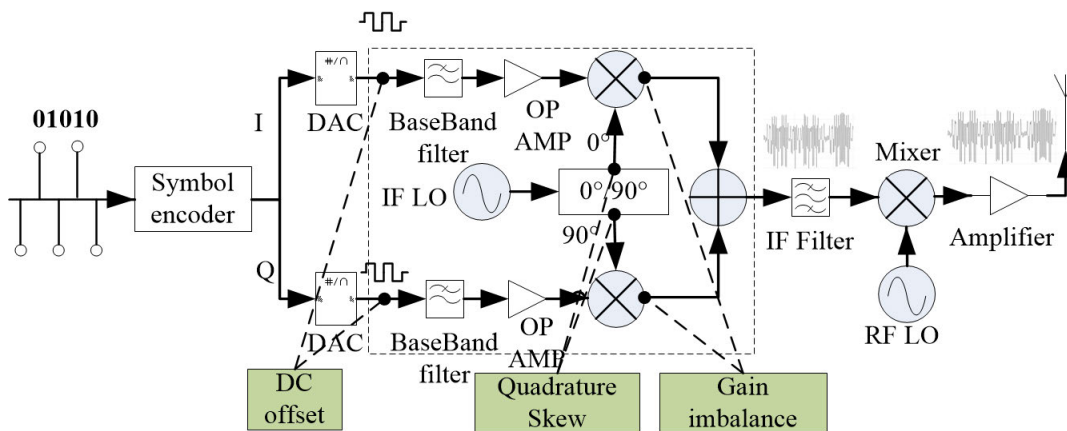 01010
Symbol
encoder
I
Q
#/∩
&
&
DAC
BaseBand
filter
OP
AMP
0°
IF LO
0° 90°
90°
#/∩
&
&
DAC
BaseBand
filter
OP
AMP
IF Filter
Mixer
RF LO
Amplifier
DC
offset
Quadrature
Skew
Gain
imbalance